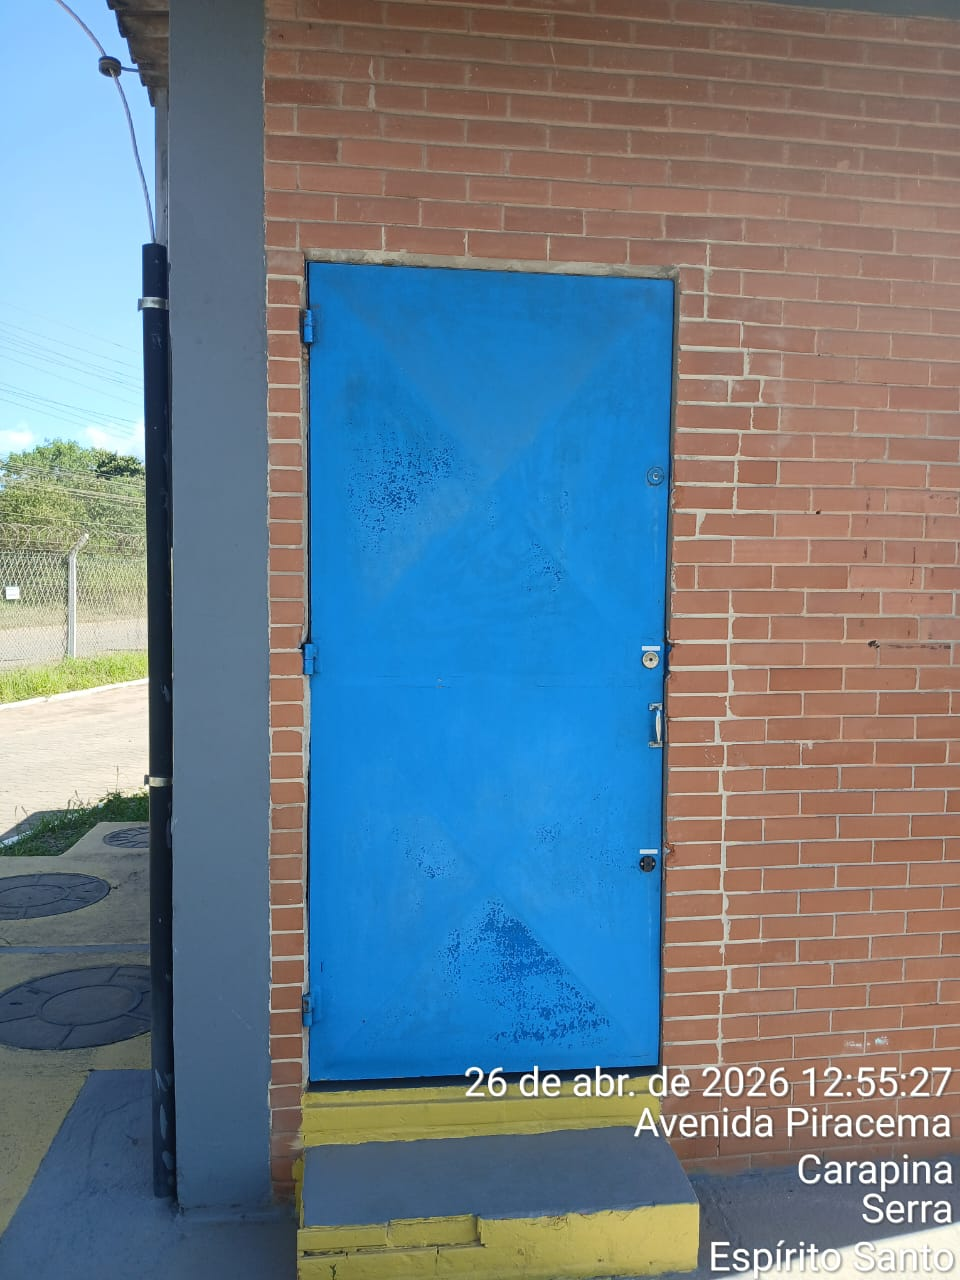 26 de abr. de 2026 12:55:27
Avenida Piracema
Carapina
Serra
Espírito Santo